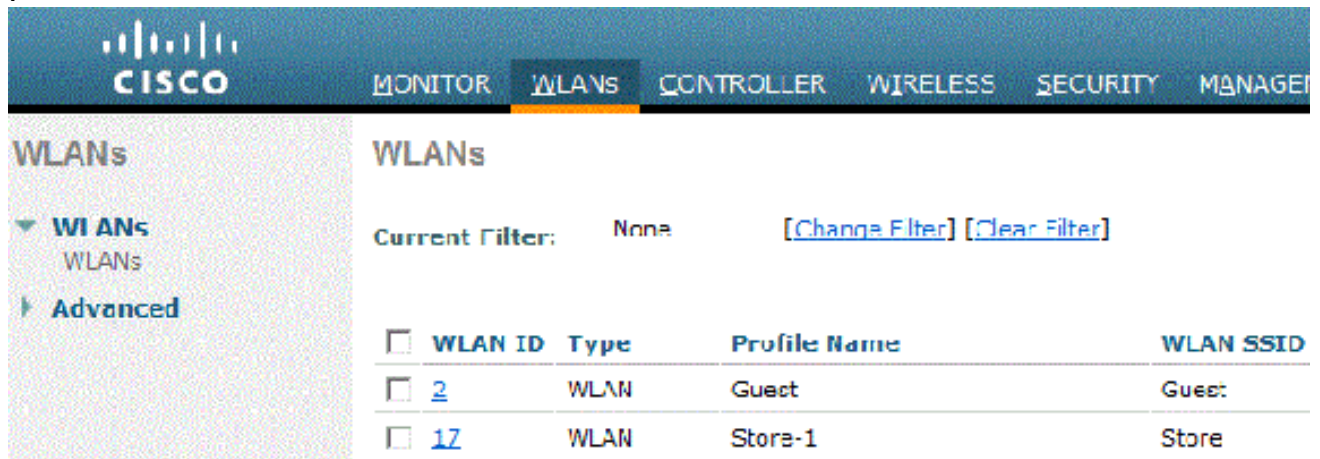 CISCO
MONITOR WLANs CONTROLLER WIRELESS SECURITY MANAGEM
WLANs
WLANs
WLANs
WLANs
Advanced
Current Filter: None [Change Filter] [Clear Filter]
WLAN ID Type Profile Name WLAN SSID
2 WLAN Guest Guest
17 WLAN Store-1 Store